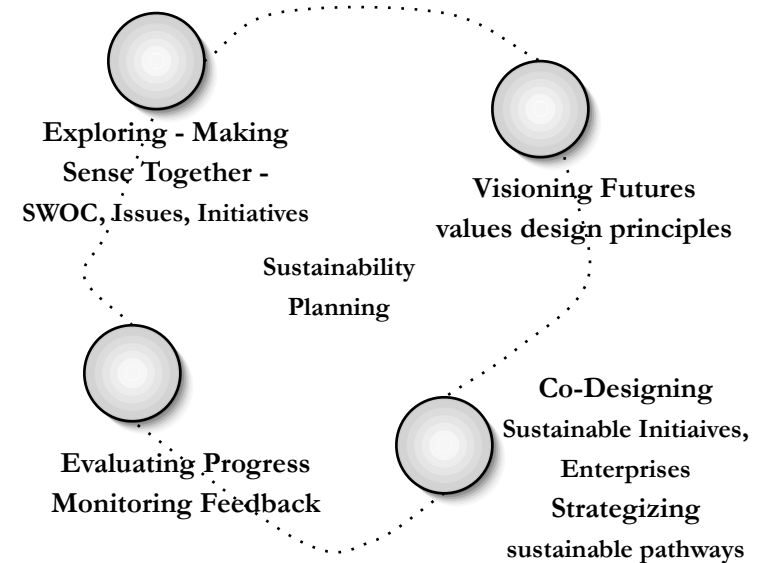 Exploring - Making
Sense Together -
SWOC, Issues, Initiatives
Visioning Futures
values design principles
Sustainability
Planning
Co-Designing
Sustainable Initiaives,
Enterprises
Strategizing
sustainable pathways
Evaluating Progress
Monitoring Feedback